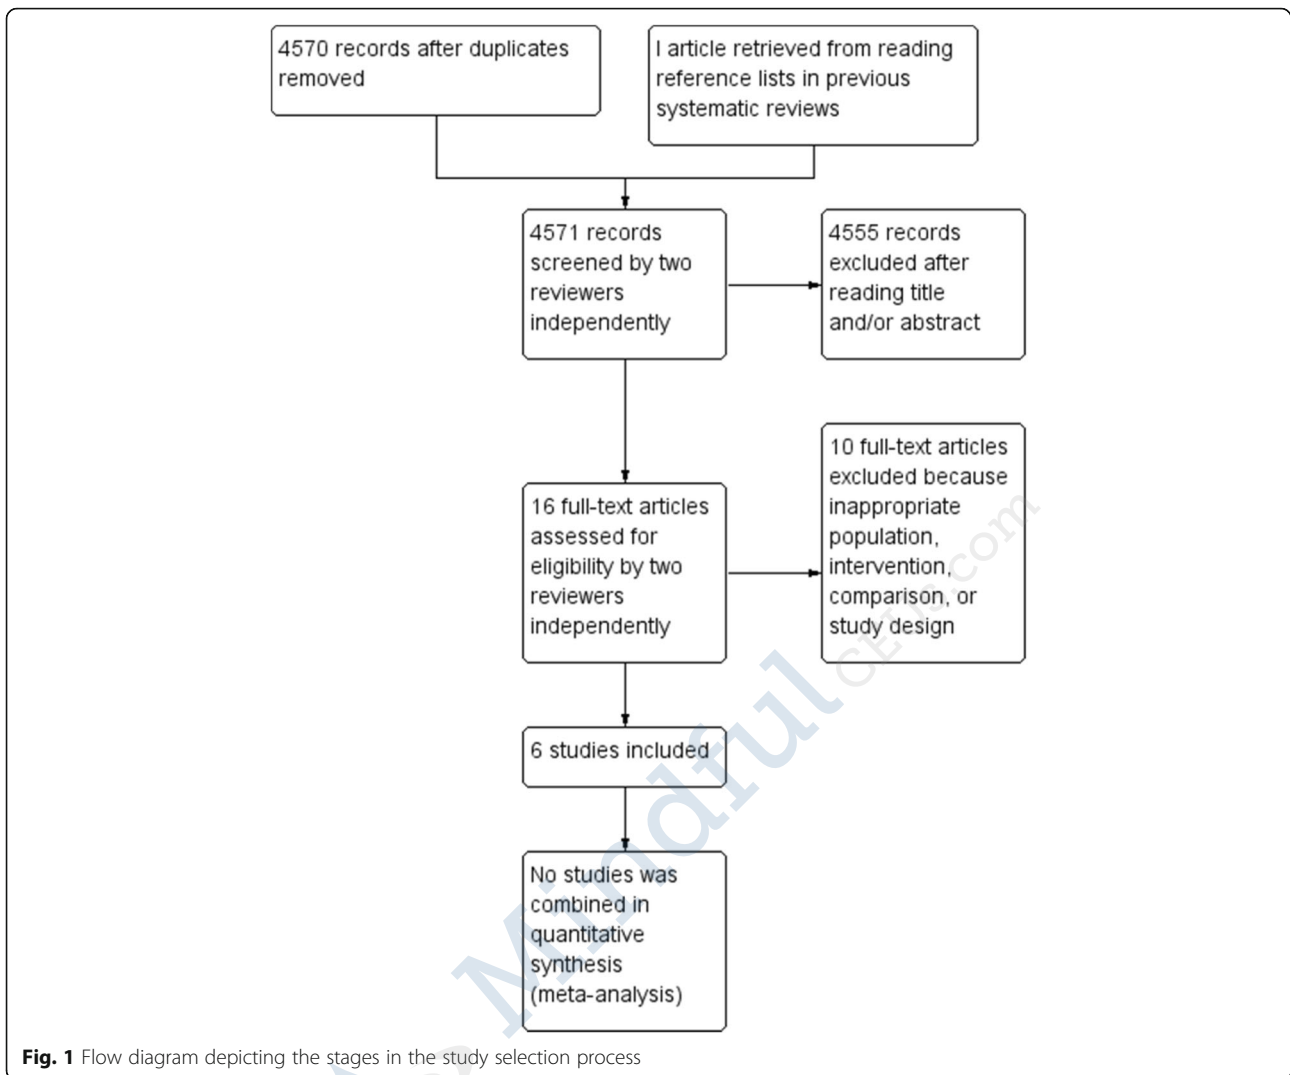 4570 records after duplicates
removed
I article retrieved from reading
reference lists in previous
systematic reviews
4571 records
screened by two
reviewers
independently
4555 records
excluded after
reading title
and/or abstract
10 full-text articles
excluded because
inappropriate
population,
intervention,
comparison, or
study design
16 full-text articles
assessed for
eligibility by two
reviewers
independently
6 studies included
No studies was
combined in
quantitative
synthesis
(meta-analysis)
Mindful
CEUs.com
Fig. 1 Flow diagram depicting the stages in the study selection process